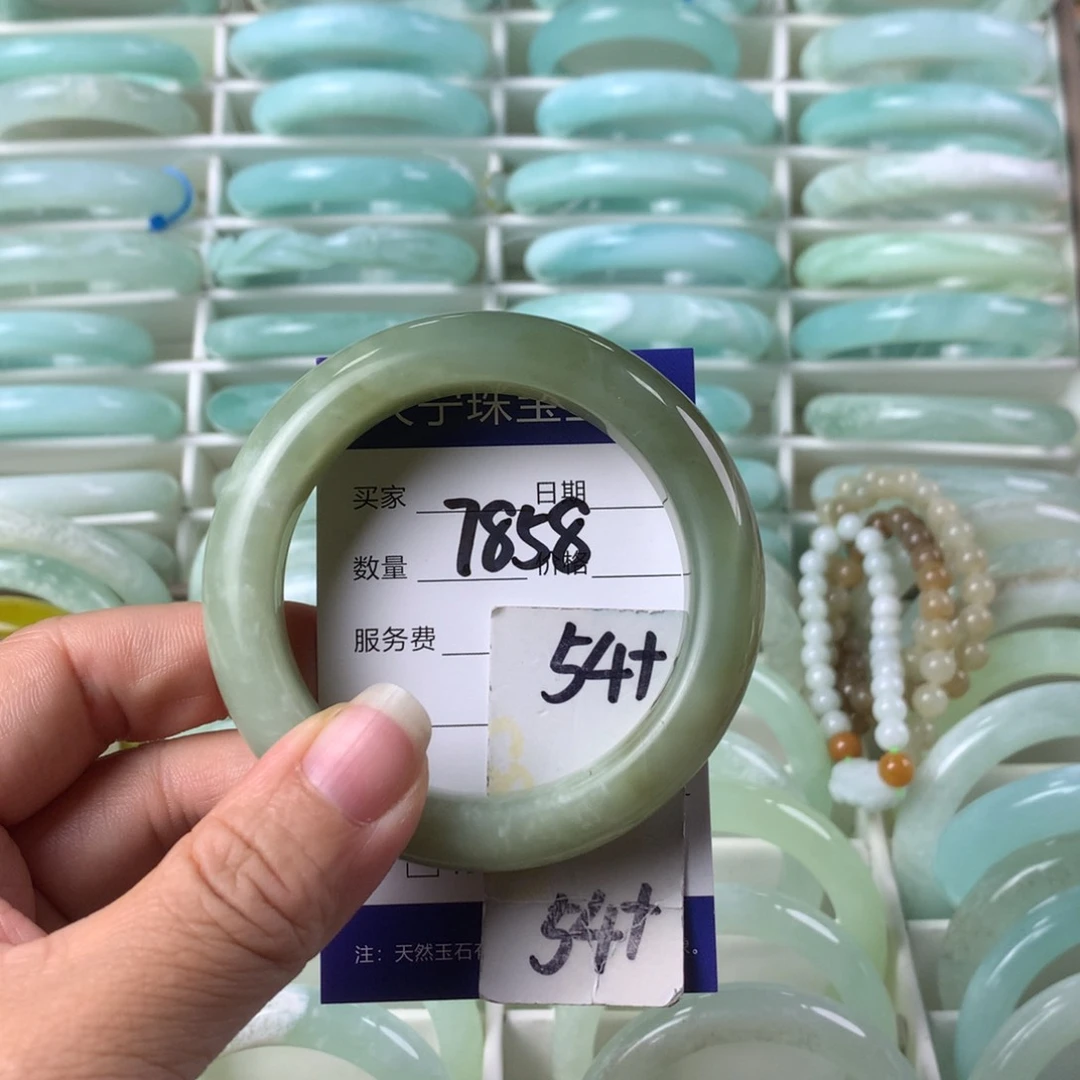 宁珠宝
买家 日期
7858
数量 价格
服务费
54+
54+
注：天然玉石